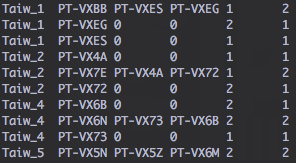 Taiw_1 PT-VXBB PT-VXES PT-VXEG 1 2
Taiw_1 PT-VXEG 0 0 2 1
Taiw_1 PT-VXES 0 0 1 1
Taiw_2 PT-VX4A 0 0 1 1
Taiw_2 PT-VX7E PT-VX4A PT-VX72 1 2
Taiw_2 PT-VX72 0 0 2 1
Taiw_4 PT-VX6B 0 0 2 1
Taiw_4 PT-VX6N PT-VX73 PT-VX6B 2 2
Taiw_4 PT-VX73 0 0 1 1
Taiw_5 PT-VX5N PT-VX5Z PT-VX6M 2 2